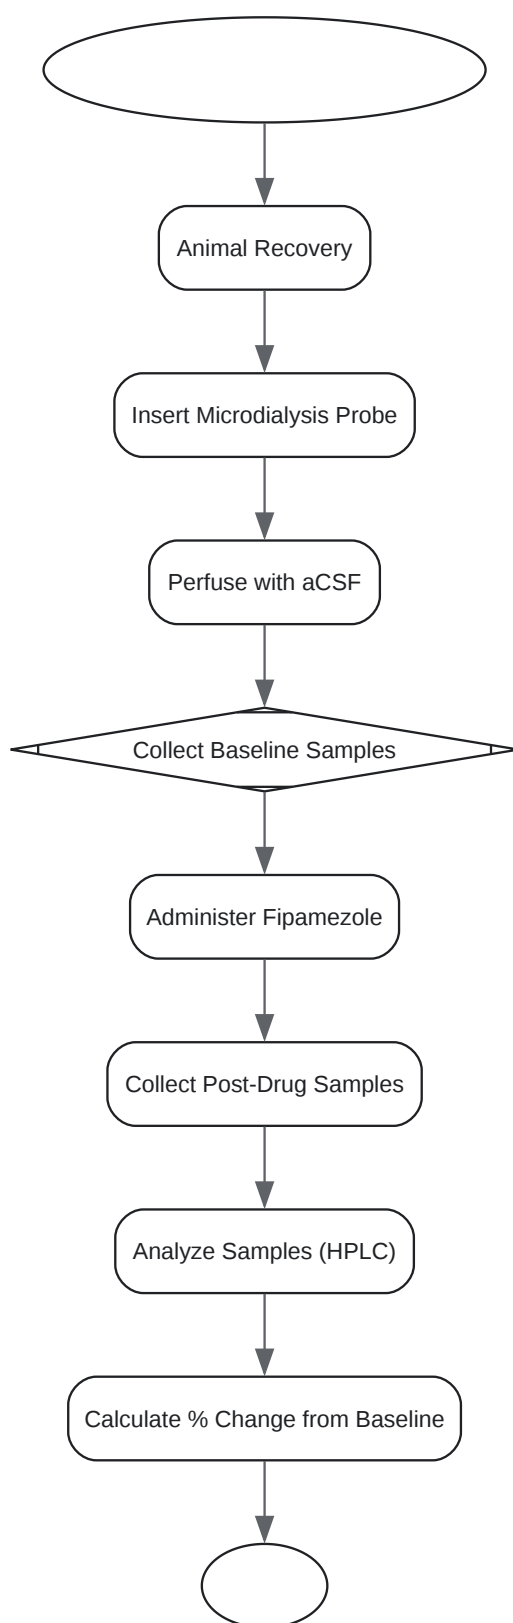 Animal Recovery
Insert Microdialysis Probe
Perfuse with aCSF
Collect Baseline Samples
Administer Fipamezole
Collect Post-Drug Samples
Analyze Samples (HPLC)
Calculate % Change from Baseline